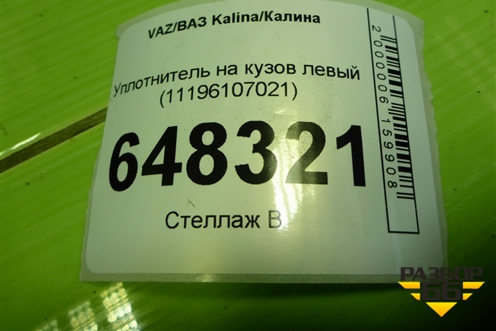 VAZ/ВАЗ Kalina/Калина
Уплотнитель на кузов левый
(11196107021)
648321
Стеллаж В
2000006159908
РАЗБОР
66